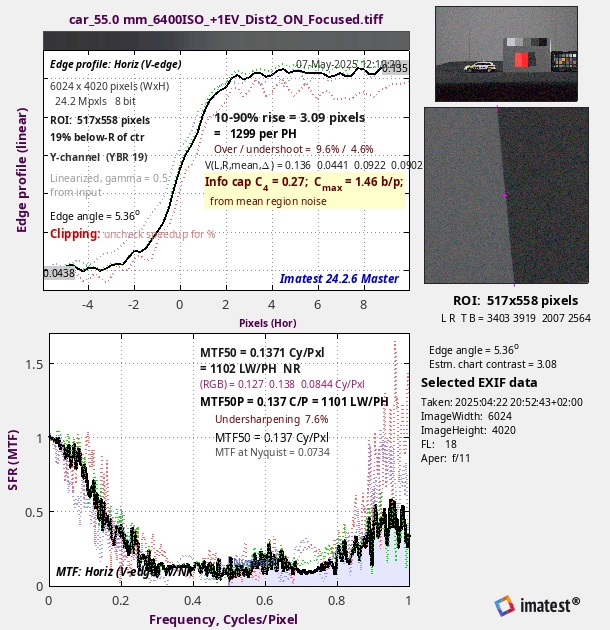 car_55.0 mm_6400ISO_+1EV_Dist2_ON_Focused.tiff
Edge profile: Horiz (V-edge)
07-May-2025 12:19:20
0.135
6024 x 4020 pixels (WxH)
24.2 Mpxls   8 bit
ROI:  517x558 pixels
19% below-R of ctr
Y-channel  (YBR 19)
Linearized, gamma = 0.5
from input
Edge angle = 5.36o
Clipping: uncheck speedup for %
10-90% rise = 3.09 pixels
=   1299 per PH
Over / undershoot =  9.6% /  4.6%
V(L,R,mean,Δ) = 0.136  0.0441  0.0922  0.0902
Info cap C4 = 0.27;  Cmax = 1.46 b/p;
from mean region noise
0.0438
Imatest 24.2.6 Master
Edge profile (linear)
-4 -2 0 2 4 6 8
Pixels (Hor)
ROI:  517x558 pixels
L R  T B = 3403 3919  2007 2564
Edge angle = 5.36o
Estm. chart contrast = 3.08
Selected EXIF data
Taken: 2025:04:22 20:52:43+02:00
ImageWidth:  6024
ImageHeight:  4020
FL:   18
Aper:  f/11
MTF50 = 0.1371 Cy/Pxl
= 1102 LW/PH  NR
(RGB) = 0.127  0.138  0.0844 Cy/Pxl
MTF50P = 0.137 C/P = 1101 LW/PH
Undersharpening  7.6%
MTF50 = 0.137 Cy/Pxl
MTF at Nyquist = 0.0734
SFR (MTF)
1.5
1
0.5
0
MTF: Horiz (V-edge)
0 0.2 0.4 0.6 0.8 1
Frequency, Cycles/Pixel
imatest®